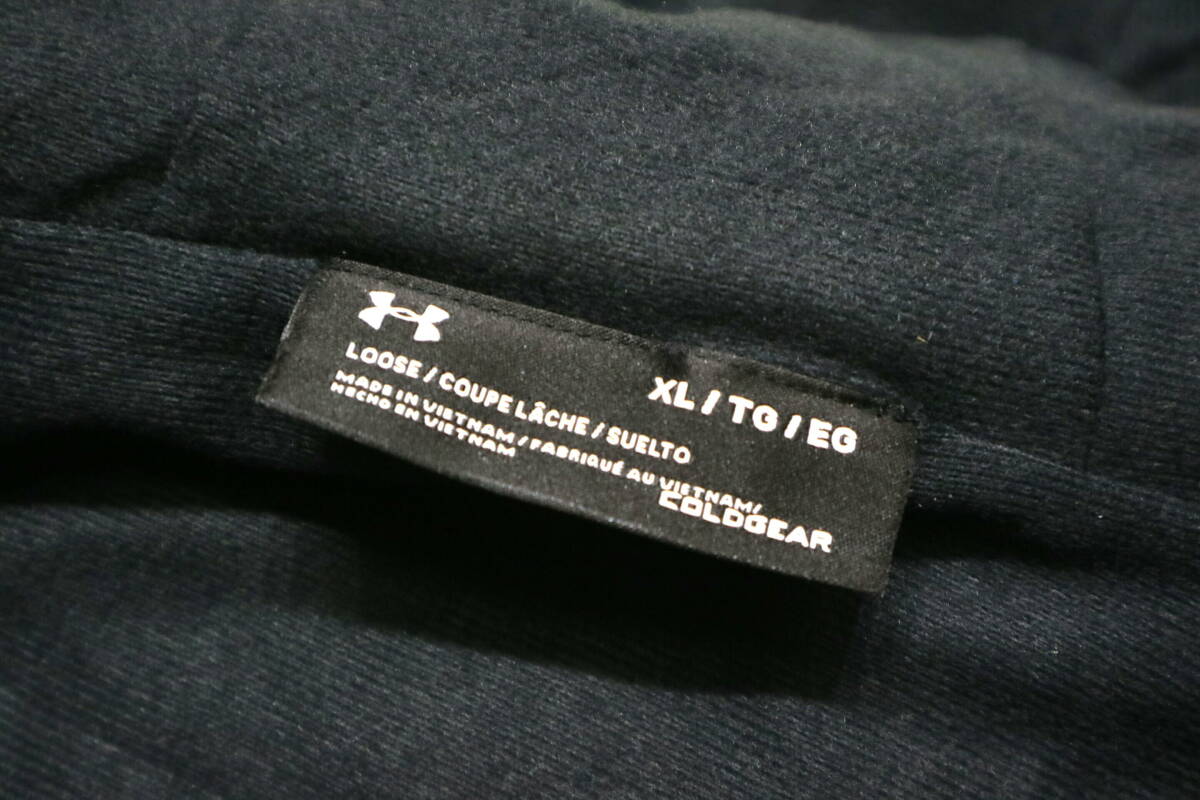 XL / TG / EG
LOOSE / COUPE LÂCHE / SUELTO
MADE IN VIETNAM / FABRIQUÉ AU VIETNAM/
HECHO EN VIETNAM
COLDGEAR